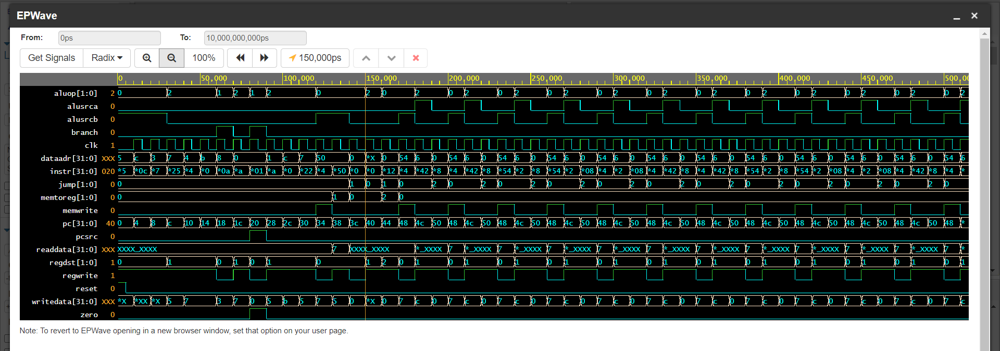 EPWave
From: 0ps To: 10,000,000,000ps
Get Signals Radix 100% 150,000ps
0 50,000 100,000 150,000 200,000 250,000 300,000 350,000 400,000 450,000 500,0
aluop[1:0] 2 0 2 1 2 1 2 0 2 0 2 0 2 0 2 0 2 0 2 0 2 0 2 0 2 0 2 0 2 0 2 0 2 0 2
alusrca 0
alusrcb 0
branch 0
clk 1
dataadr[31:0] XXX 5 c 3 7 4 b 8 0 1 c 7 50 0 *X 0 54 6 0 54 6 0 54 6 0 54 6 0 54 6 0 54 6 0 54 6 0 54 6 0 54 6 0 54 6 0 54 6 0 54 6
instr[31:0] 020 *5 *0c *7 *25 *4 *0 *0a *a *01 *a *0 *22 *4 *50 *0 *0 *12 *4 *42 *8 *4 *42 *8 *54 *2 *8 *54 *2 *08 *4 *2 *08 *4 *42 *8 *4 *42 *8 *54 *2 *8 *54 *2 *08 *4 *2 *08 *4 *42 *8 *4 *
jump[1:0] 0 0 1 0 1 0 2 0 2 0 2 0 2 0 2 0 2 0 2 0 2 0 2 0 2 0 2 0
memtoreg[1:0] 0 0 1 0 2 0
memwrite 0
pc[31:0] 40 0 4 8 c 10 14 18 1c 20 28 2c 30 34 38 3c 40 44 48 4c 50 48 4c 50 48 4c 50 48 4c 50 48 4c 50 48 4c 50 48 4c 50 48 4c 50 48 4c 50 48 4c 50 48 4c 50 48 *
pcsrc 0
readdata[31:0] XXX XXXX_XXXX 7 XXXX_XXXX *_XXXX 7 *_XXXX 7 *_XXXX 7 *_XXXX 7 *_XXXX 7 *_XXXX 7 *_XXXX 7 *_XXXX 7 *_XXXX 7 *_XXXX 7 *_XXXX 7 *
regdst[1:0] 1 0 1 0 1 0 1 0 1 2 0 1 0 1 0 1 0 1 0 1 0 1 0 1 0 1 0 1 0 1 0 1 0 1
regwrite 1
reset 0
writedata[31:0] XXX *X *XX *X 5 7 3 7 0 5 b 5 7 5 0 *X 0 7 c 0 7 c 0 7 c 0 7 c 0 7 c 0 7 c 0 7 c 0 7 c 0 7 c 0 7 c 0 7 c 0 7 c
zero 0
Note: To revert to EPWave opening in a new browser window, set that option on your user page.